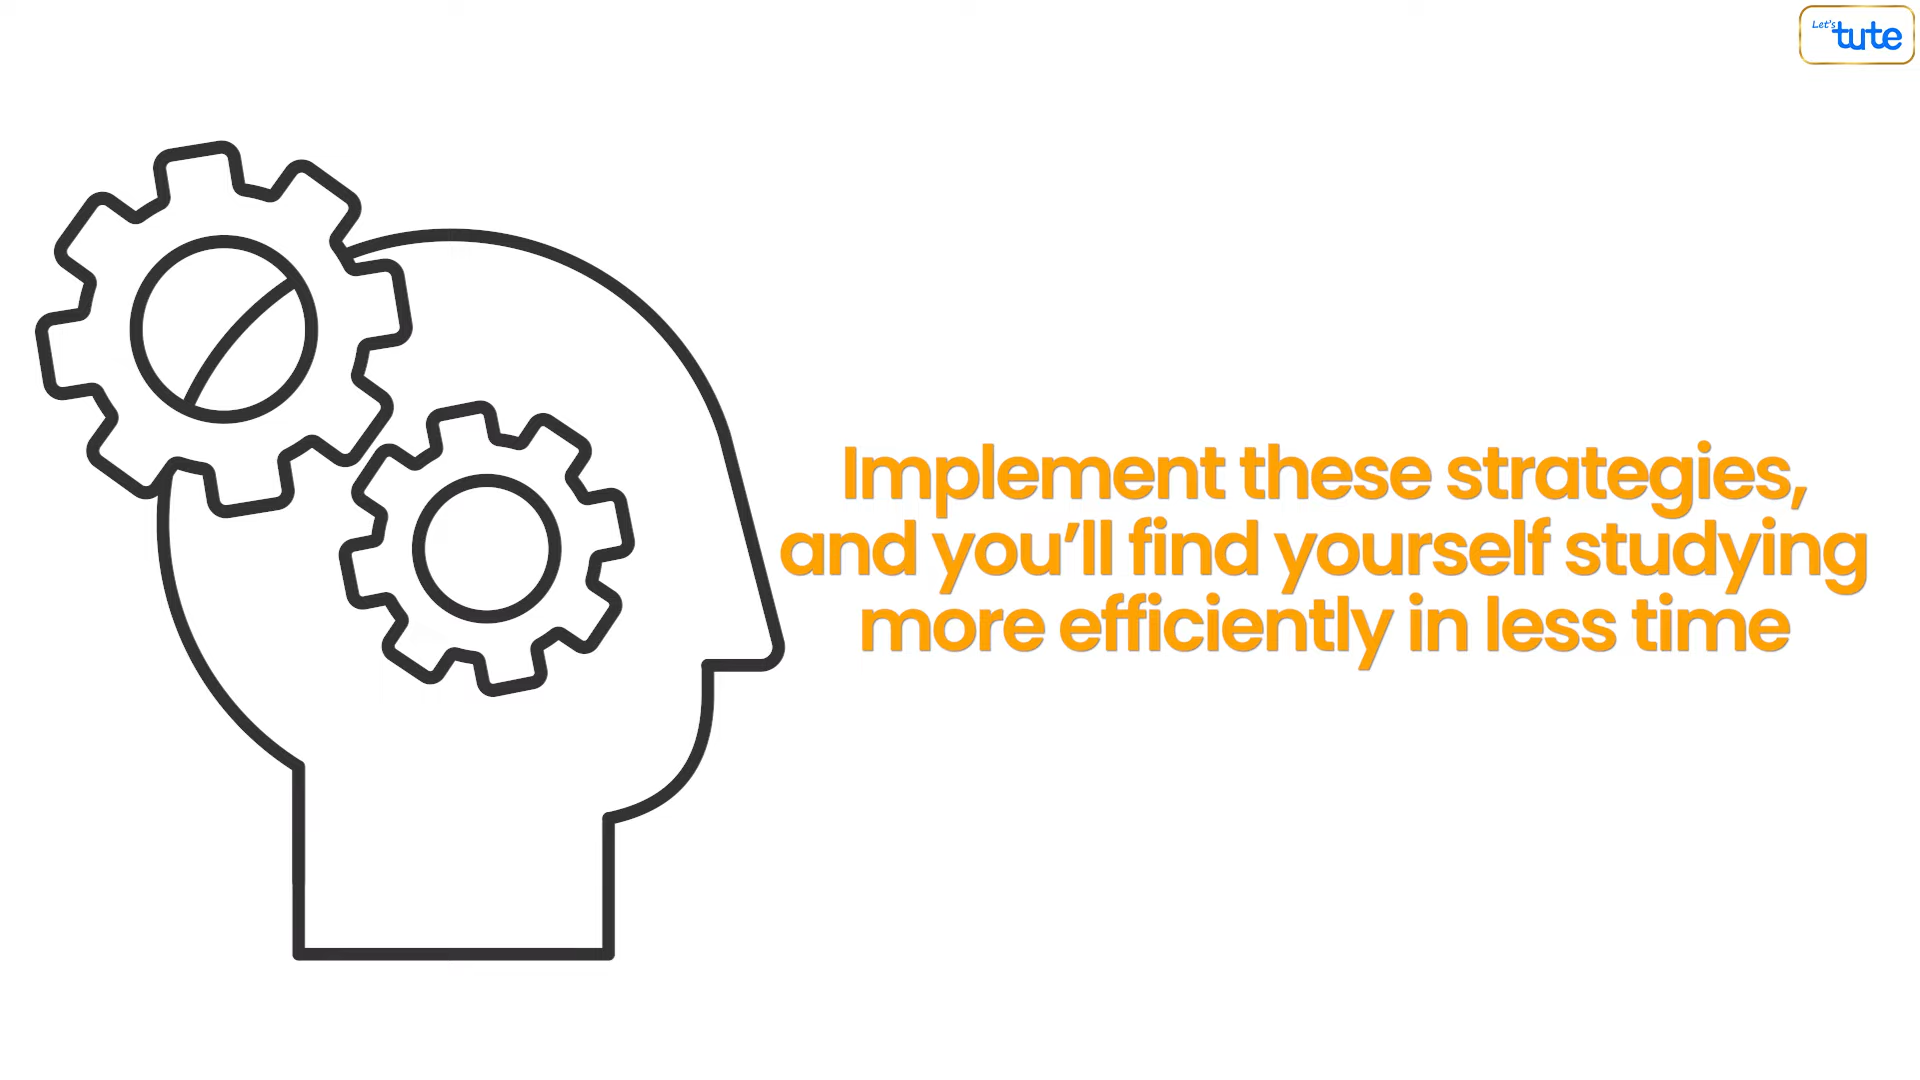 Let's tute
Implement these strategies,
and you’ll find yourself studying
more efficiently in less time